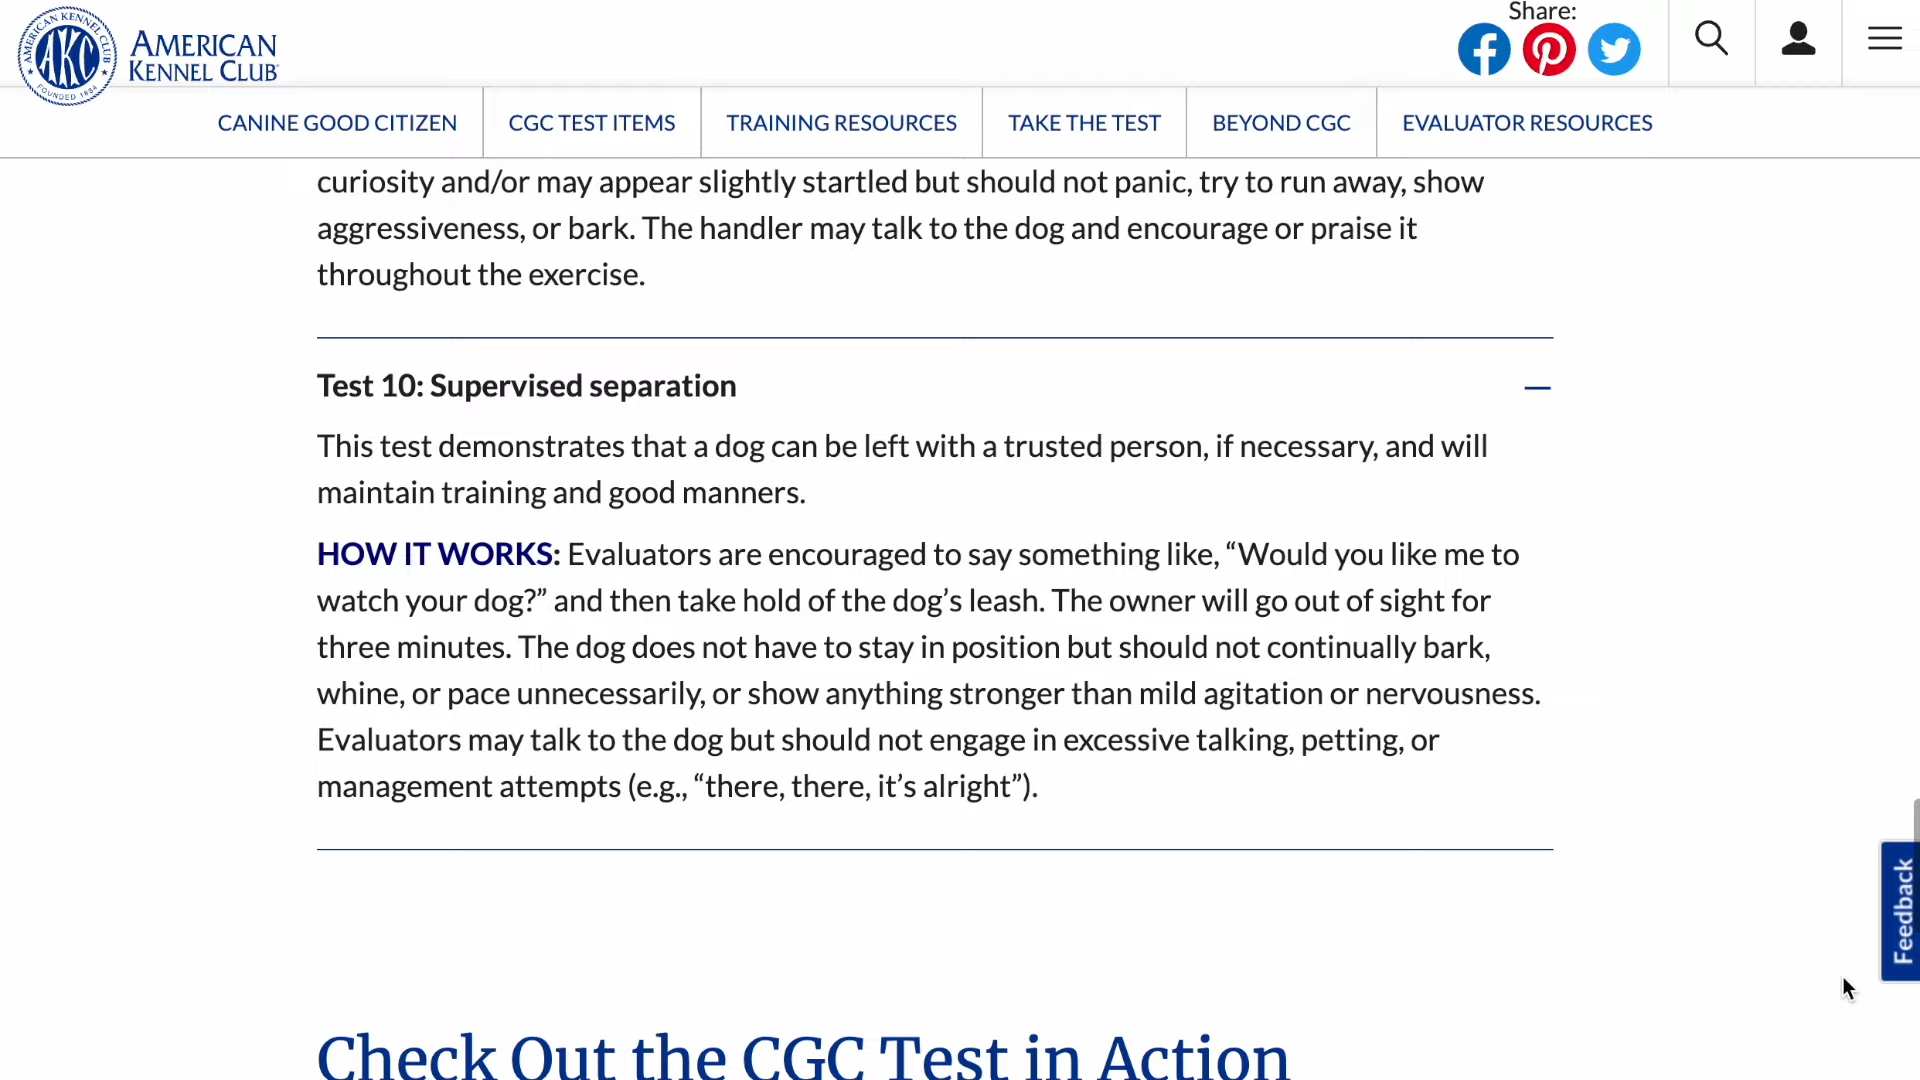 AMERICAN KENNEL CLUB
AKC
FOUNDED 1884
AMERICAN
KENNEL CLUB
Share:
CANINE GOOD CITIZEN
CGC TEST ITEMS
TRAINING RESOURCES
TAKE THE TEST
BEYOND CGC
EVALUATOR RESOURCES
curiosity and/or may appear slightly startled but should not panic, try to run away, show
aggressiveness, or bark. The handler may talk to the dog and encourage or praise it
throughout the exercise.
Test 10: Supervised separation
This test demonstrates that a dog can be left with a trusted person, if necessary, and will
maintain training and good manners.
HOW IT WORKS: Evaluators are encouraged to say something like, “Would you like me to
watch your dog?” and then take hold of the dog’s leash. The owner will go out of sight for
three minutes. The dog does not have to stay in position but should not continually bark,
whine, or pace unnecessarily, or show anything stronger than mild agitation or nervousness.
Evaluators may talk to the dog but should not engage in excessive talking, petting, or
management attempts (e.g., “there, there, it’s alright”).
Feedback
Check Out the CGC Test in Action